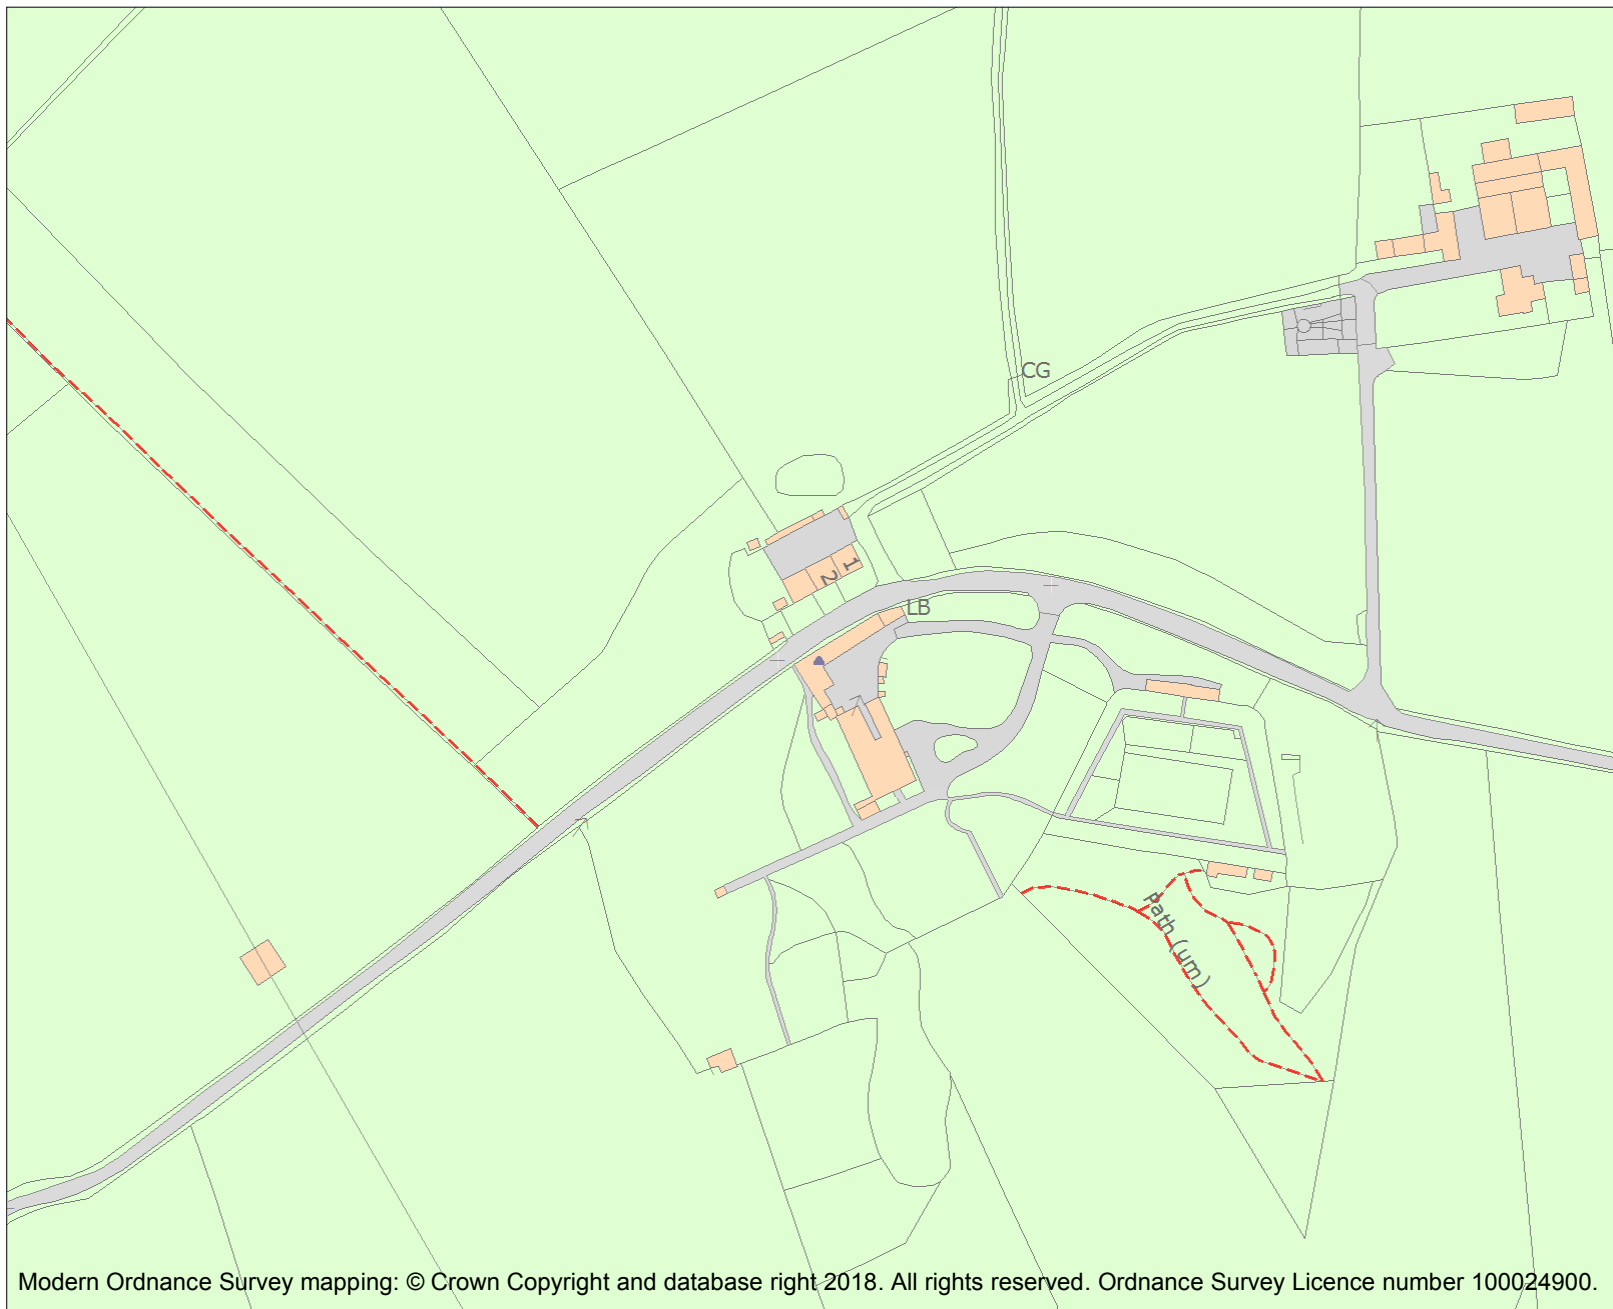 CG
1
2
LB
Path (um)
Modern Ordnance Survey mapping: © Crown Copyright and database right 2018. All rights reserved. Ordnance Survey Licence number 100024900.